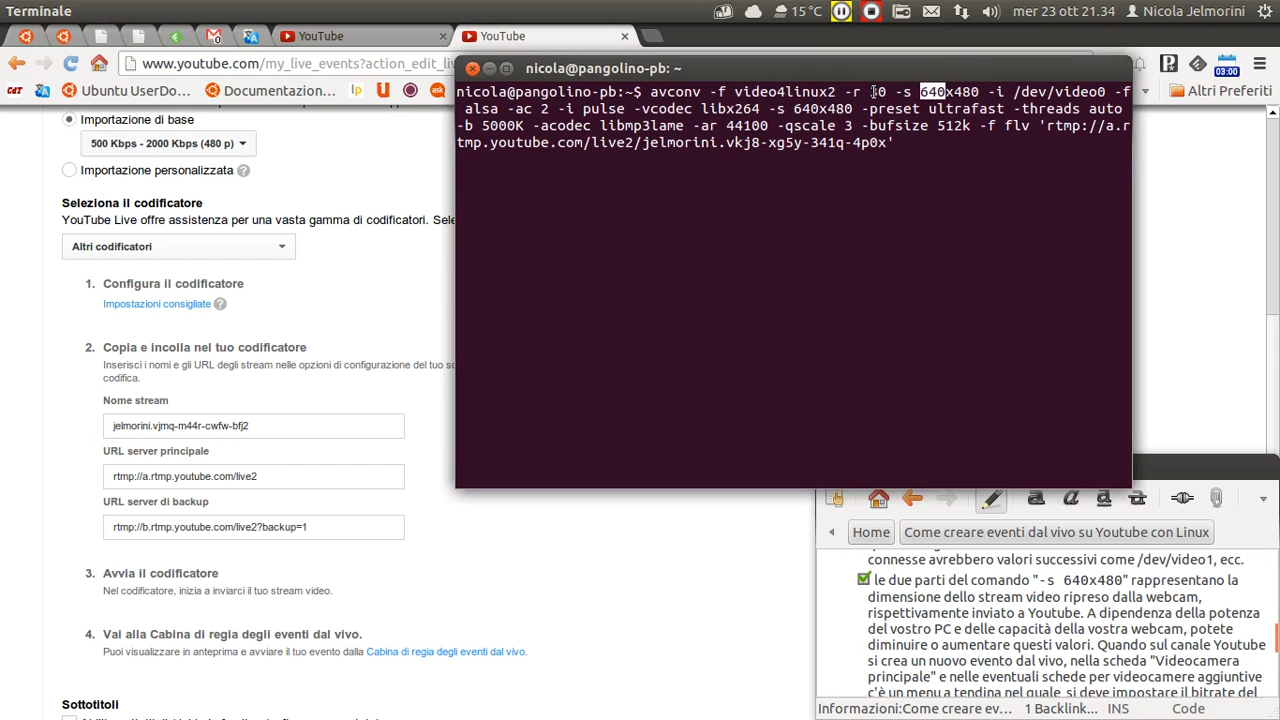 Terminale
15 °C
mer 23 ott 21.34
Nicola Jelmorini
YouTube
YouTube
www.youtube.com/my_live_events?action_edit_liv
CdT
Ubuntu UserDoc...
lp
ask
03:00
Altri Preferiti
Importazione di base
500 Kbps - 2000 Kbps (480 p)
Importazione personalizzata
Seleziona il codificatore
YouTube Live offre assistenza per una vasta gamma di codificatori. Sele
Altri codificatori
1. Configura il codificatore
Impostazioni consigliate
2. Copia e incolla nel tuo codificatore
Inserisci i nomi e gli URL degli stream nelle opzioni di configurazione del tuo so
codifica.
Nome stream
jelmorini.vjmq-m44r-cwfw-bfj2
URL server principale
rtmp://a.rtmp.youtube.com/live2
URL server di backup
rtmp://b.rtmp.youtube.com/live2?backup=1
3. Avvia il codificatore
Nel codificatore, inizia a inviarci il tuo stream video.
4. Vai alla Cabina di regia degli eventi dal vivo.
Puoi visualizzare in anteprima e avviare il tuo evento dalla Cabina di regia degli eventi dal vivo.
Sottotitoli
nicola@pangolino-pb: ~
nicola@pangolino-pb:~$ avconv -f video4linux2 -r 30 -s 640x480 -i /dev/video0 -f
alsa -ac 2 -i pulse -vcodec libx264 -s 640x480 -preset ultrafast -threads auto
-b 5000K -acodec libmp3lame -ar 44100 -qscale 3 -bufsize 512k -f flv 'rtmp://a.r
tmp.youtube.com/live2/jelmorini.vkj8-xg5y-341q-4p0x'
Home
Come creare eventi dal vivo su Youtube con Linux
connesse avrebbero valori successivi come /dev/video1, ecc.
le due parti del comando "-s 640x480" rappresentano la
dimensione dello stream video ripreso dalla webcam,
rispettivamente inviato a Youtube. A dipendenza della potenza
del vostro PC e delle capacità della vostra webcam, potete
diminuire o aumentare questi valori. Quando sul canale Youtube
si crea un nuovo evento dal vivo, nella scheda "Videocamera
principale" e nelle eventuali schede per videocamere aggiuntive
c'è un menu a tendina nel quale si deve impostare il bitrate del
Informazioni:Come creare ev...
1 Backlink...
INS
Code